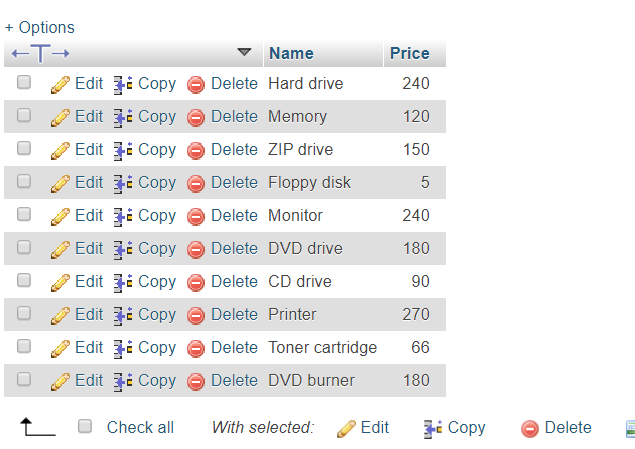 + Options
Name Price
Edit Copy Delete Hard drive 240
Edit Copy Delete Memory 120
Edit Copy Delete ZIP drive 150
Edit Copy Delete Floppy disk 5
Edit Copy Delete Monitor 240
Edit Copy Delete DVD drive 180
Edit Copy Delete CD drive 90
Edit Copy Delete Printer 270
Edit Copy Delete Toner cartridge 66
Edit Copy Delete DVD burner 180
Check all With selected: Edit Copy Delete